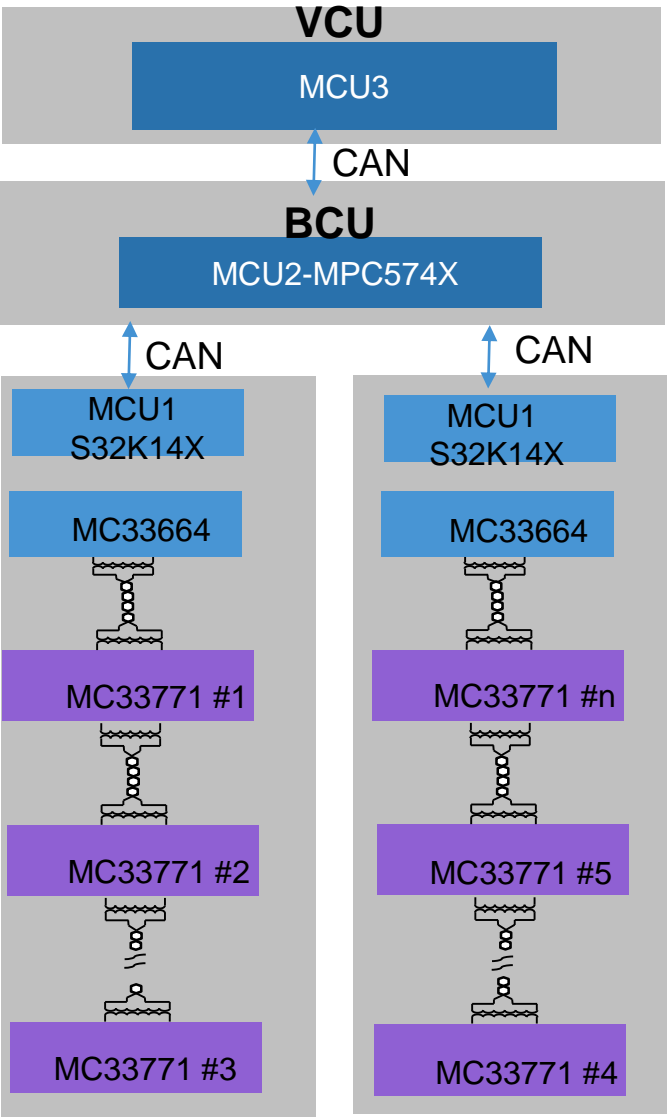 VCU
MCU3
CAN
BCU
MCU2-MPC574X
CAN
CAN
MCU1
S32K14X
MC33664
MC33771 #1
MC33771 #2
MC33771 #3
MCU1
S32K14X
MC33664
MC33771 #n
MC33771 #5
MC33771 #4